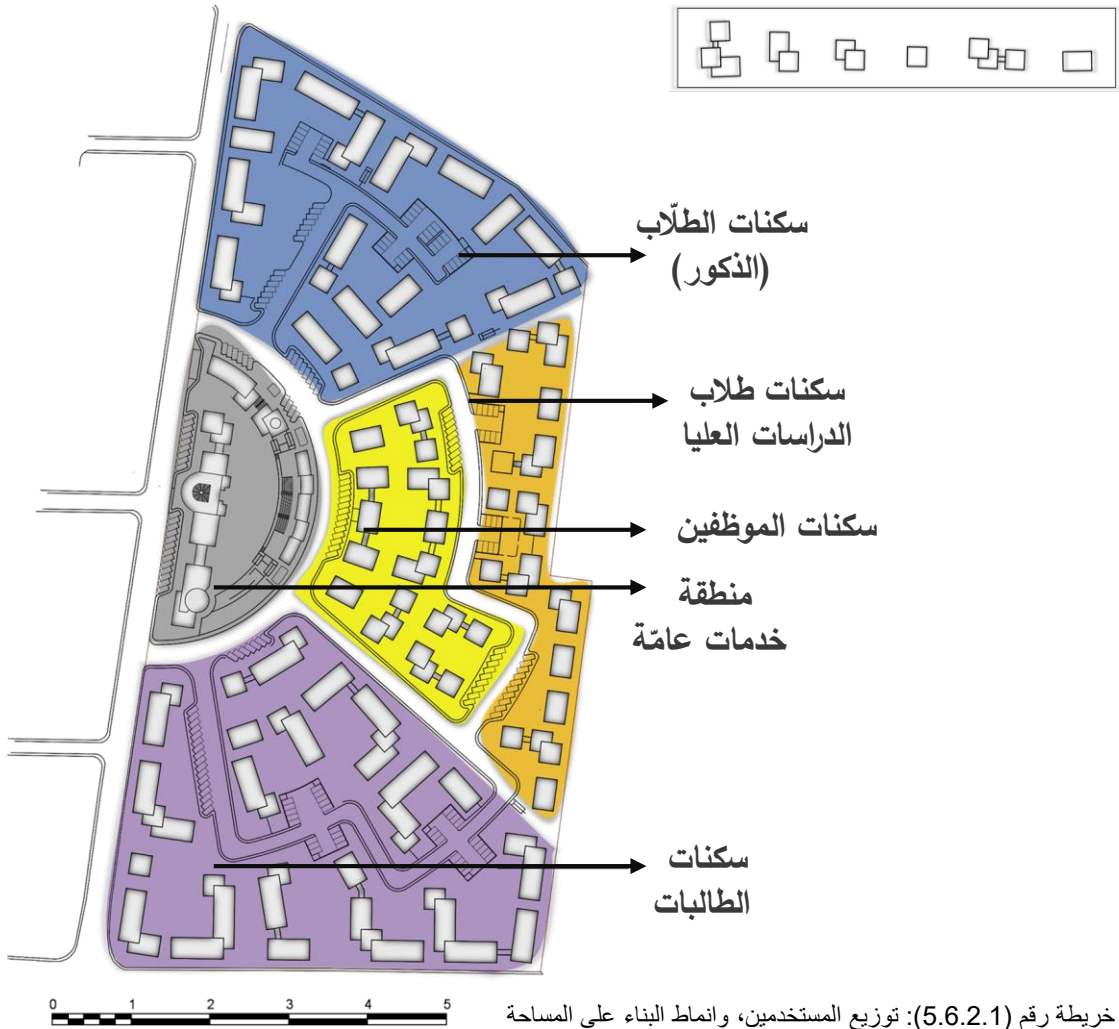 سكنات الطلّاب
(الذكور)
سكنات طلاب
الدراسات العليا
سكنات الموظفين
منطقة
خدمات عامّة
سكنات
الطالبات
0 1 2 3 4 5
خريطة رقم (5.6.2.1): توزيع المستخدمين، وانماط البناء على المساحة